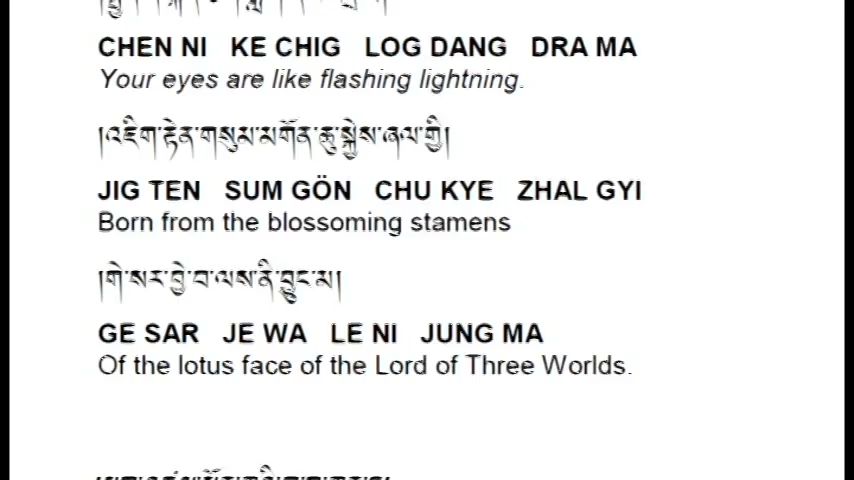 CHEN NI KE CHIG LOG DANG DRA MA
Your eyes are like flashing lightning.
།འཇིག་རྟེན་གསུམ་མགོན་ཆུ་སྐྱེས་ཞལ་གྱི།
JIG TEN SUM GÖN CHU KYE ZHAL GYI
Born from the blossoming stamens
།གེ་སར་བྱེ་བ་ལས་ནི་བྱུང་མ།
GE SAR JE WA LE NI JUNG MA
Of the lotus face of the Lord of Three Worlds.